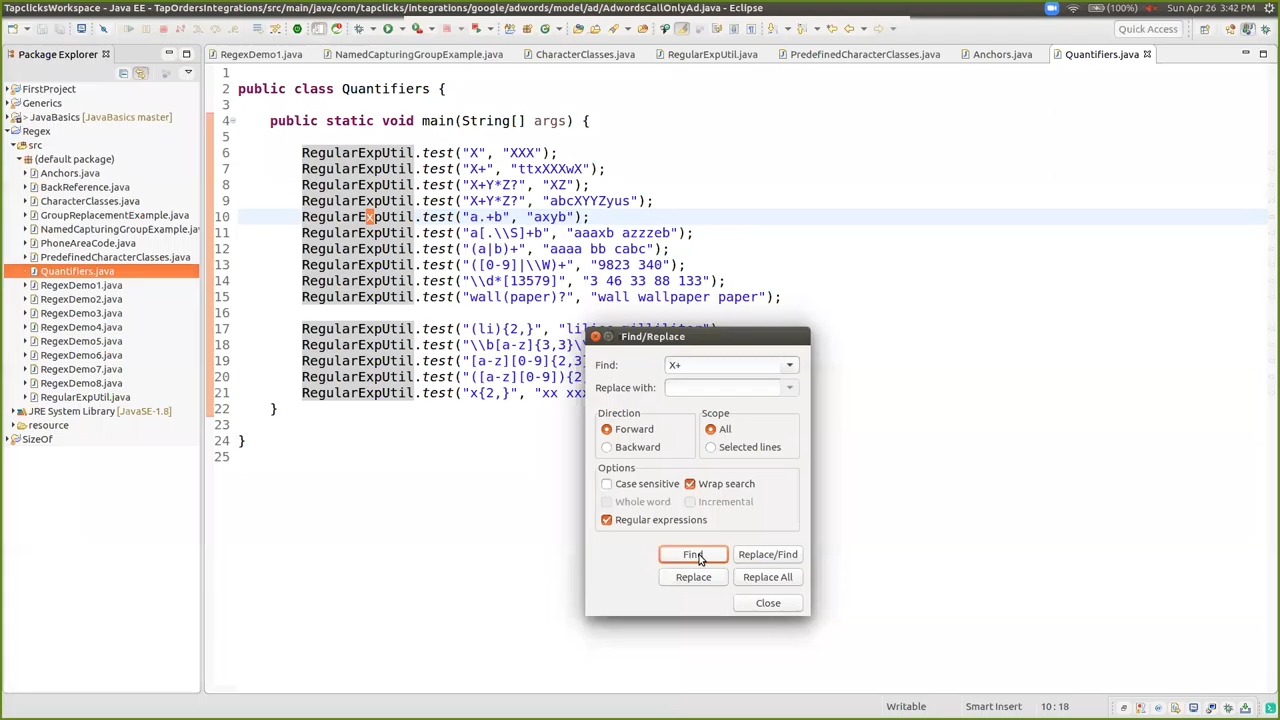 TapclicksWorkspace - Java EE - TapOrdersIntegrations/src/main/java/com/tapclicks/integrations/google/adwords/model/ad/AdwordsCallOnlyAd.java - Eclipse
(100%)
Sun Apr 26 3:42 PM
Quick Access
Package Explorer
RegexDemo1.java
NamedCapturingGroupExample.java
CharacterClasses.java
RegularExpUtil.java
PredefinedCharacterClasses.java
Anchors.java
Quantifiers.java
FirstProject
Generics
> JavaBasics [JavaBasics master]
Regex
src
(default package)
Anchors.java
BackReference.java
CharacterClasses.java
GroupReplacementExample.java
NamedCapturingGroupExample.jav
PhoneAreaCode.java
PredefinedCharacterClasses.java
Quantifiers.java
RegexDemo1.java
RegexDemo2.java
RegexDemo3.java
RegexDemo4.java
RegexDemo5.java
RegexDemo6.java
RegexDemo7.java
RegexDemo8.java
RegularExpUtil.java
JRE System Library [JavaSE-1.8]
resource
SizeOf
1
2 public class Quantifiers {
3
4 public static void main(String[] args) {
5
6 RegularExpUtil.test("X", "XXX");
7 RegularExpUtil.test("X+", "ttxXXXwX");
8 RegularExpUtil.test("X+Y*Z?", "XZ");
9 RegularExpUtil.test("X+Y*Z?", "abcXYYZyus");
10 RegularExpUtil.test("a.+b", "axyb");
11 RegularExpUtil.test("a[.\\S]+b", "aaaxb azzzeb");
12 RegularExpUtil.test("(a|b)+", "aaaa bb cabc");
13 RegularExpUtil.test("([0-9]|\\W)+", "9823 340");
14 RegularExpUtil.test("\\d*[13579]", "3 46 33 88 133");
15 RegularExpUtil.test("wall(paper)?", "wall wallpaper paper");
16
17 RegularExpUtil.test("(li){2,}", "lilies milliliter")
18 RegularExpUtil.test("\\b[a-z]{3,3}\
19 RegularExpUtil.test("[a-z][0-9]{2,3
20 RegularExpUtil.test("([a-z][0-9]){2
21 RegularExpUtil.test("x{2,}", "xx xx
22 }
23
24 }
25
Find/Replace
Find: X+
Replace with:
Direction
Forward
Backward
Scope
All
Selected lines
Options
Case sensitive
Wrap search
Whole word
Incremental
Regular expressions
Find
Replace/Find
Replace
Replace All
Close
Writable
Smart Insert
10 : 18